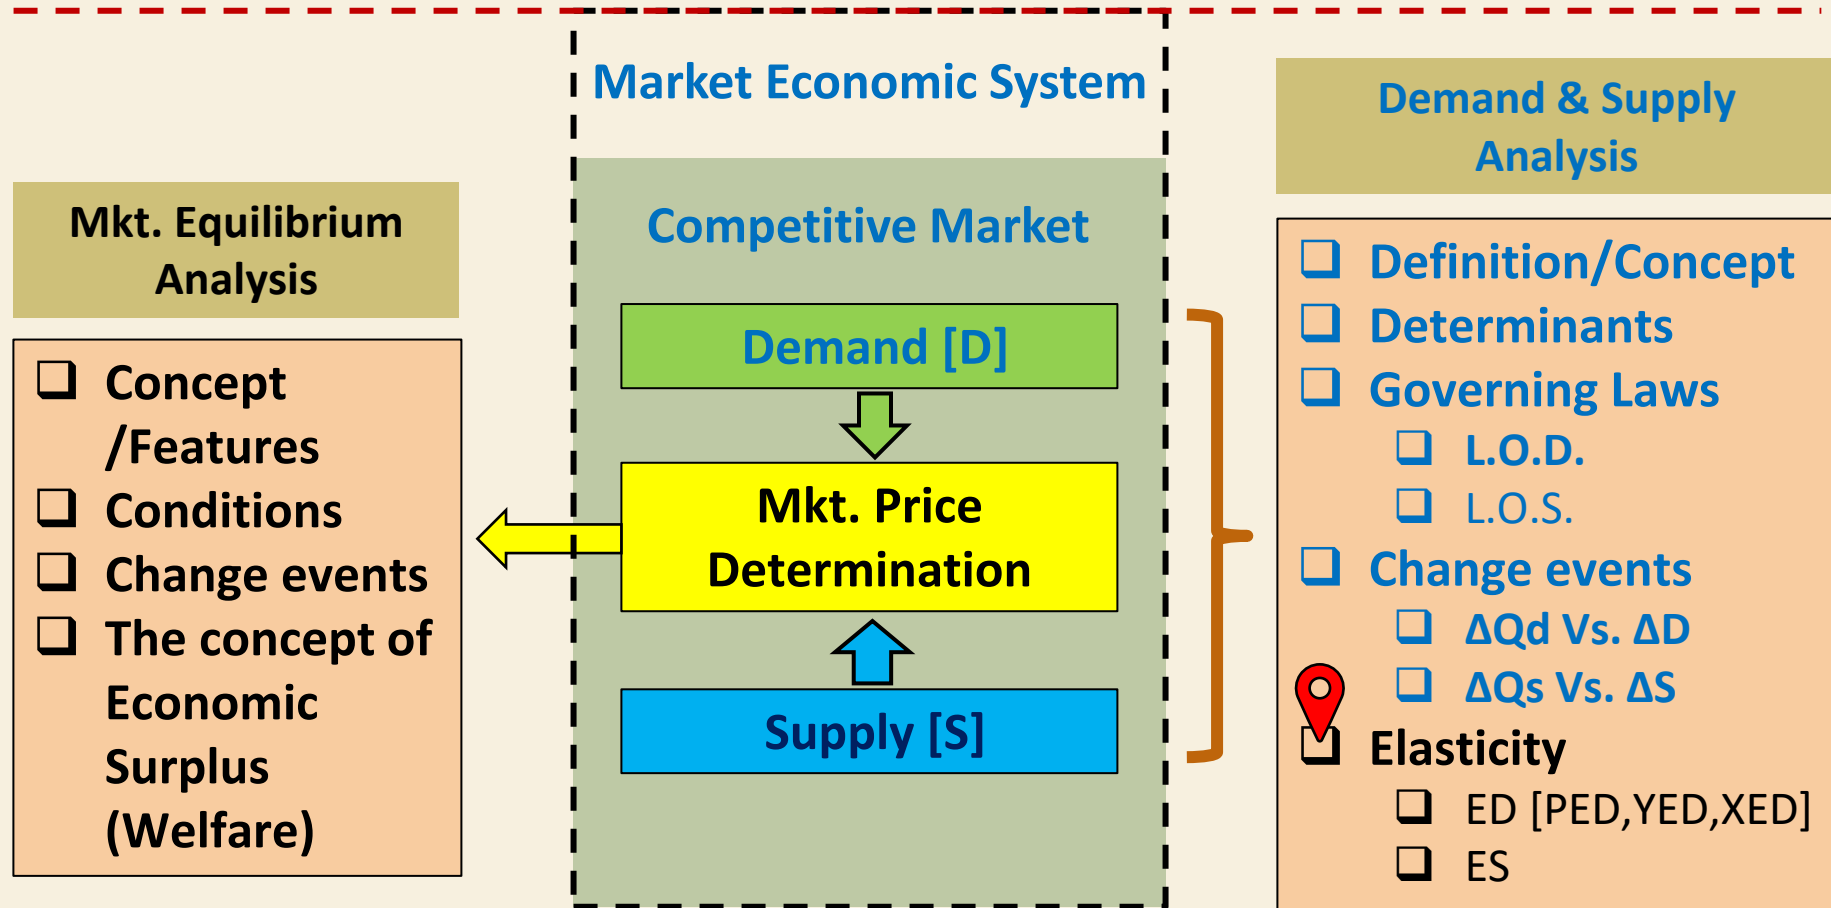 Market Economic System
Mkt. Equilibrium
Analysis
Concept
/Features
Conditions
Change events
The concept of
Economic
Surplus
(Welfare)
Competitive Market
Demand [D]
Mkt. Price
Determination
Supply [S]
Demand & Supply
Analysis
Definition/Concept
Determinants
Governing Laws
L.O.D.
L.O.S.
Change events
ΔQd Vs. ΔD
ΔQs Vs. ΔS
Elasticity
ED [PED,YED,XED]
ES